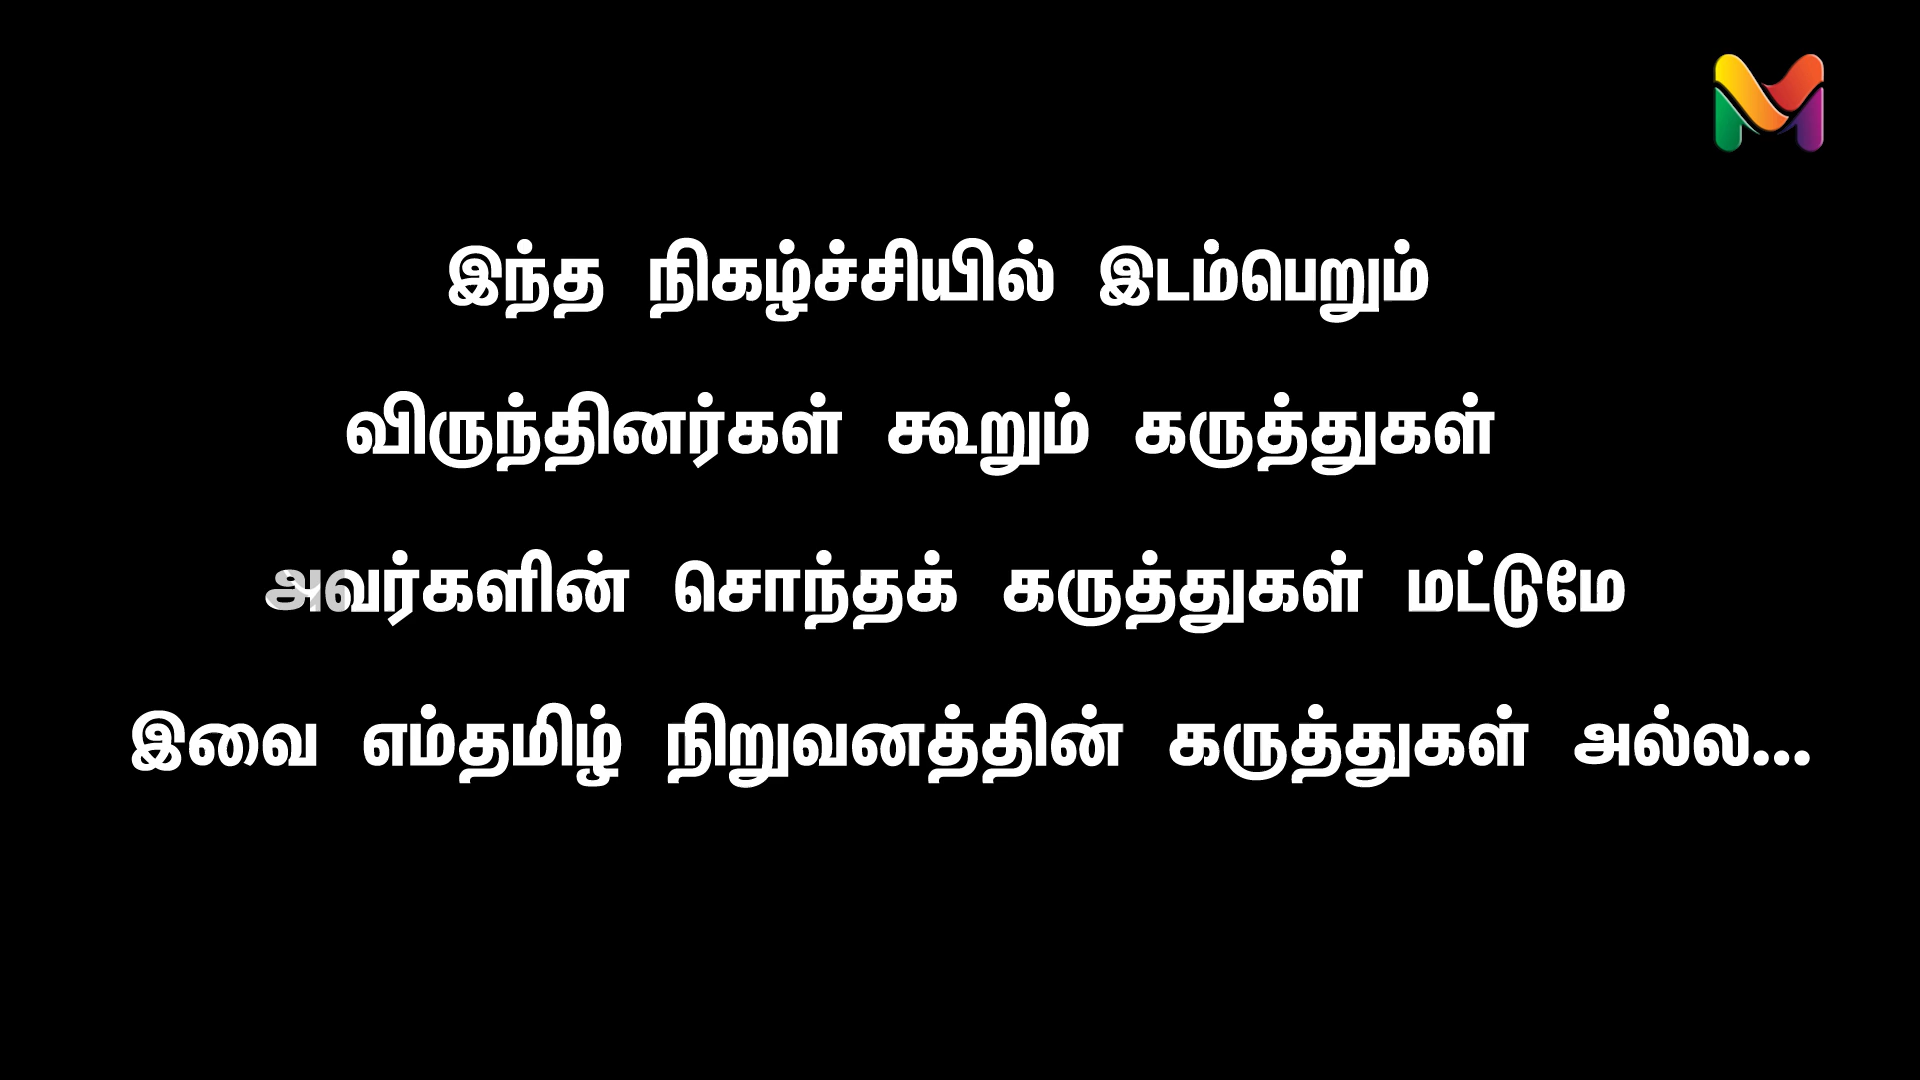 இந்த நிகழ்ச்சியில் இடம்பெறும்
விருந்தினர்கள் கூறும் கருத்துகள்
அவர்களின் சொந்தக் கருத்துகள் மட்டுமே
இவை எம்தமிழ் நிறுவனத்தின் கருத்துகள் அல்ல...